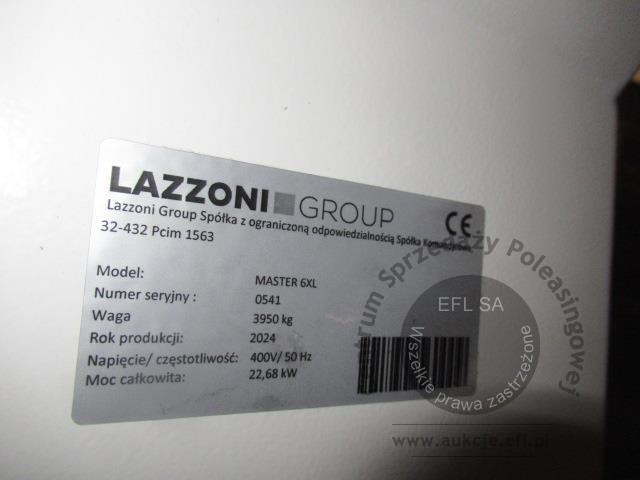 LAZZONI GROUP
CE
Lazzoni Group Spółka z ograniczoną odpowiedzialnością Spółka Komandytowa
32-432 Pcim 1563
Model: MASTER 6XL
Numer seryjny : 0541
Waga 3950 kg
Rok produkcji: 2024
Napięcie/ częstotliwość: 400V/ 50 Hz
Moc całkowita: 22,68 kW
trum Sprzedaży Poleasingowej
EFL SA
Wszelkie prawa zastrzeżone
www.aukcje.efl.pl